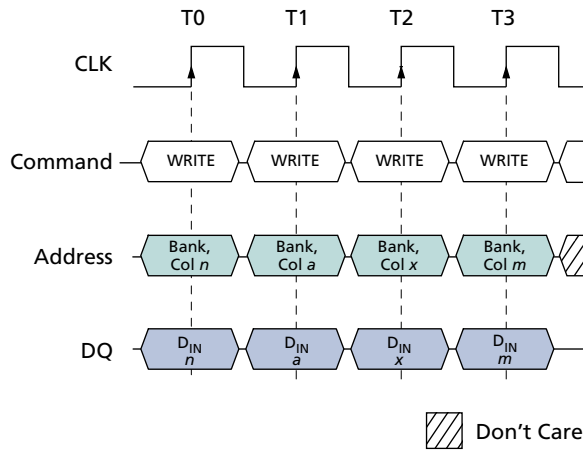 T0 T1 T2 T3
CLK
Command WRITE WRITE WRITE WRITE
Address Bank, Col n Bank, Col a Bank, Col x Bank, Col m
DQ DIN n DIN a DIN x DIN m
Don't Care